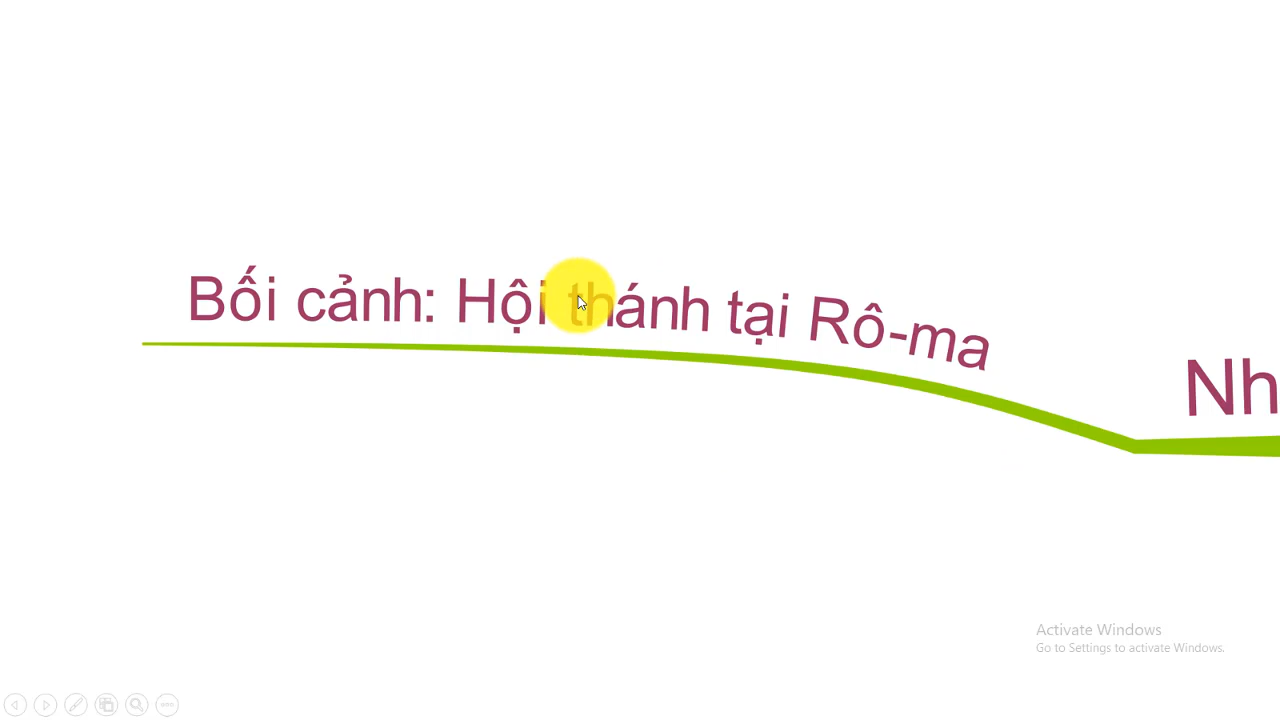 Bối cảnh: Hội thánh tại Rô-ma
Nh
Activate Windows
Go to Settings to activate Windows.